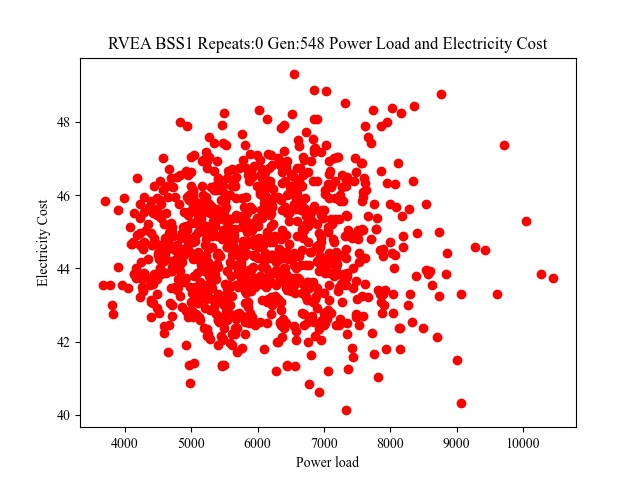 RVEA BSS1 Repeats:0 Gen:548 Power Load and Electricity Cost
48
46
44
42
40
Electricity Cost
4000 5000 6000 7000 8000 9000 10000
Power load